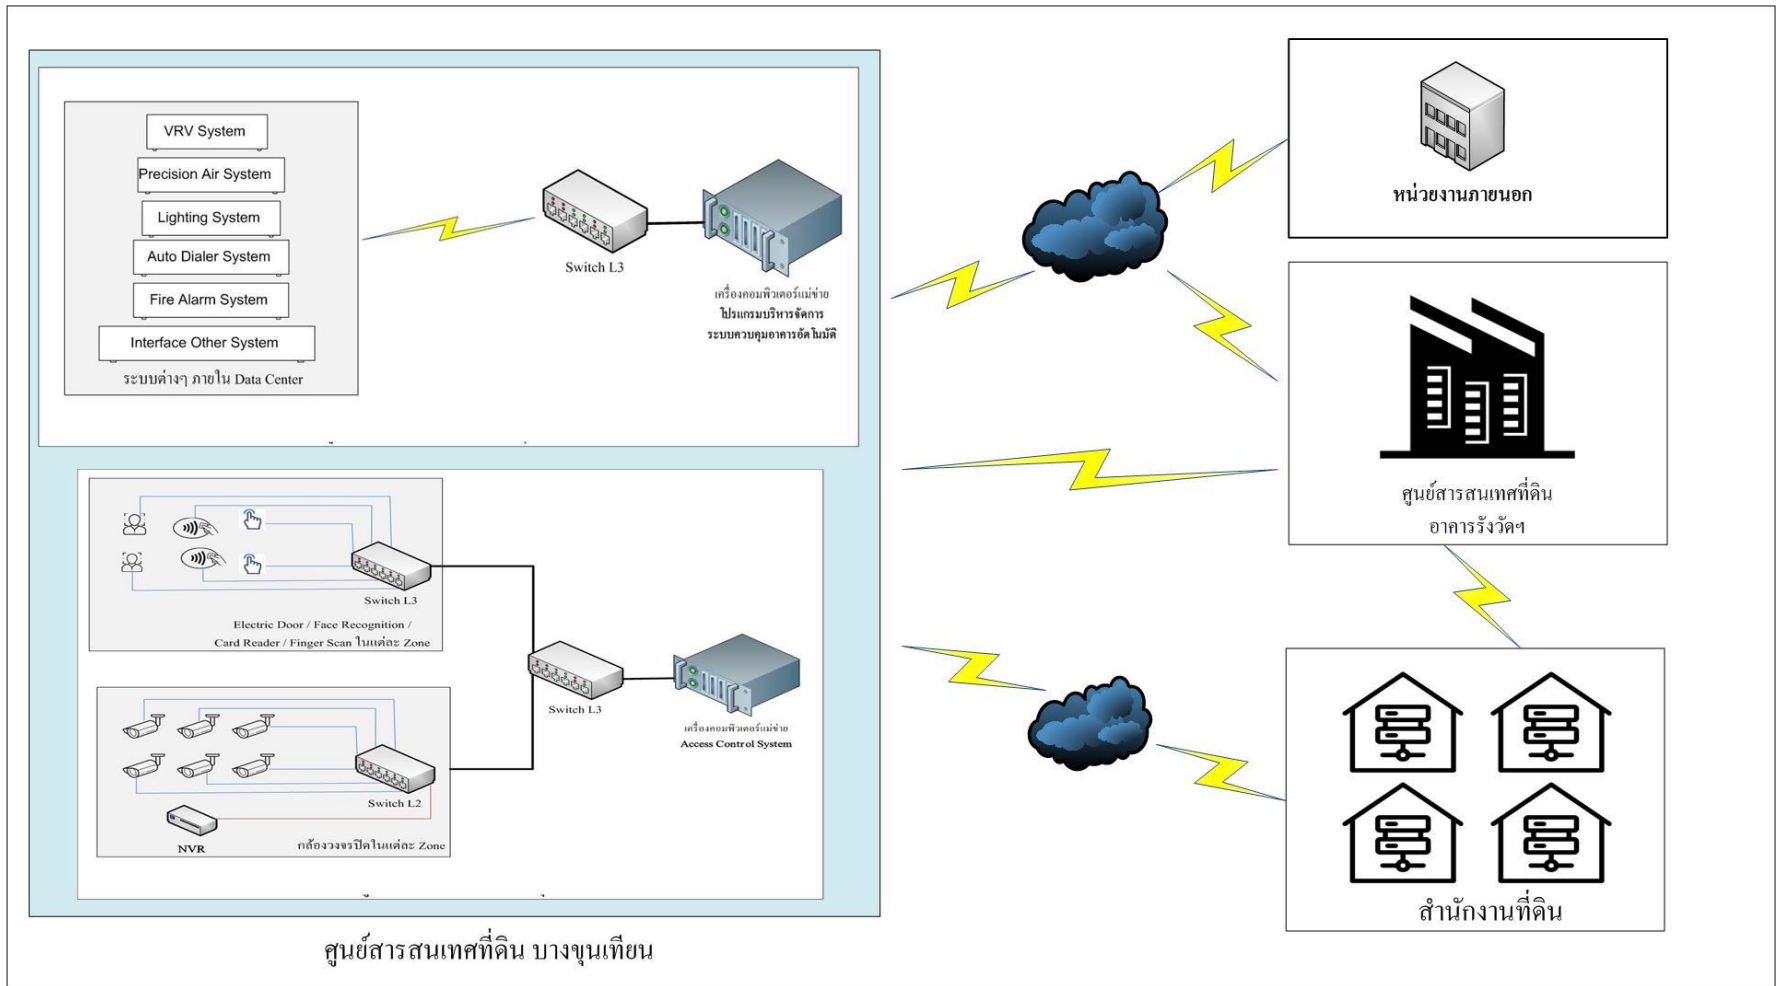 VRV System
Precision Air System
Lighting System
Auto Dialer System
Fire Alarm System
Interface Other System
ระบบต่างๆ ภายใน Data Center
Switch L3
เครื่องคอมพิวเตอร์แม่ข่าย
โปรแกรมบริหารจัดการ
ระบบควบคุมอาคารอัตโนมัติ
Switch L3
Electric Door / Face Recognition /
Card Reader / Finger Scan ในแต่ละ Zone
Switch L3
เครื่องคอมพิวเตอร์แม่ข่าย
Access Control System
Switch L2
NVR
กล้องวงจรปิดในแต่ละ Zone
ศูนย์สารสนเทศที่ดิน บางขุนเทียน
หน่วยงานภายนอก
ศูนย์สารสนเทศที่ดิน
อาคารรังวัดฯ
สำนักงานที่ดิน